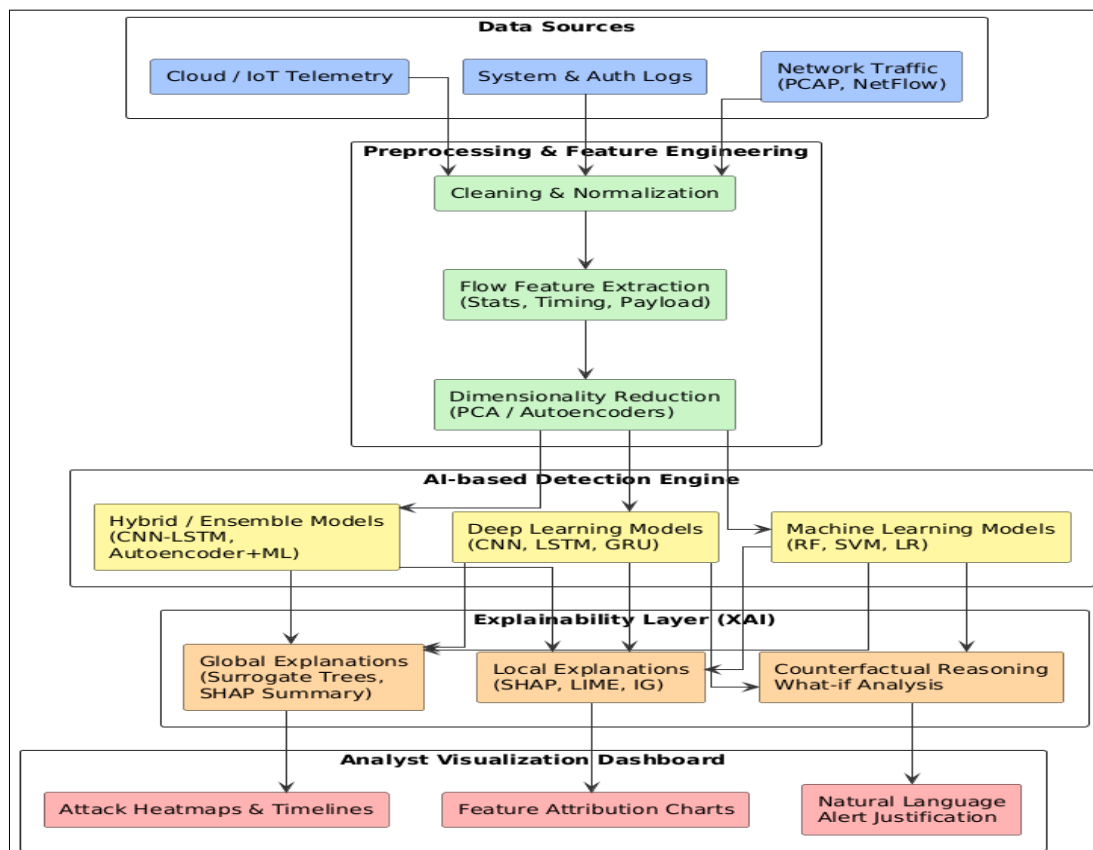 Data Sources
Cloud / IoT Telemetry
System & Auth Logs
Network Traffic
(PCAP, NetFlow)
Preprocessing & Feature Engineering
Cleaning & Normalization
Flow Feature Extraction
(Stats, Timing, Payload)
Dimensionality Reduction
(PCA / Autoencoders)
AI-based Detection Engine
Hybrid / Ensemble Models
(CNN-LSTM,
Autoencoder+ML)
Deep Learning Models
(CNN, LSTM, GRU)
Machine Learning Models
(RF, SVM, LR)
Explainability Layer (XAI)
Global Explanations
(Surrogate Trees,
SHAP Summary)
Local Explanations
(SHAP, LIME, IG)
Counterfactual Reasoning
What-if Analysis
Analyst Visualization Dashboard
Attack Heatmaps & Timelines
Feature Attribution Charts
Natural Language
Alert Justification